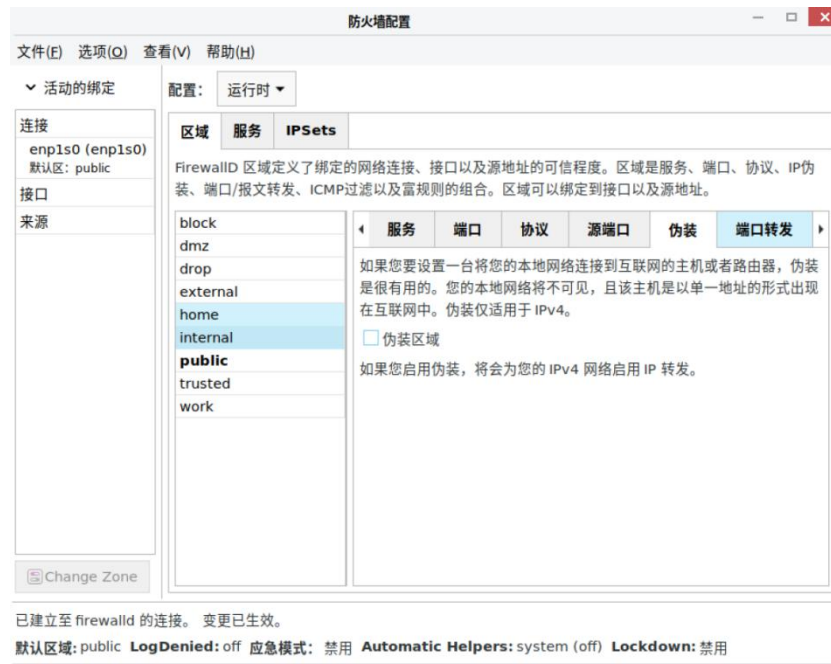 防火墙配置
文件(F) 选项(O) 查看(V) 帮助(H)
活动的绑定
连接
enp1s0 (enp1s0)
默认区: public
接口
来源
Change Zone
配置: 运行时
区域 服务 IPSets
FirewallD 区域定义了绑定的网络连接、接口以及源地址的可信程度。区域是服务、端口、协议、IP伪
装、端口/报文转发、ICMP过滤以及富规则的组合。区域可以绑定到接口以及源地址。
block
dmz
drop
external
home
internal
public
trusted
work
服务 端口 协议 源端口 伪装 端口转发
如果您要设置一台将您的本地网络连接到互联网的主机或者路由器，伪装
是很有用的。您的本地网络将不可见，且该主机是以单一地址的形式出现
在互联网中。伪装仅适用于 IPv4。
伪装区域
如果您启用伪装，将会为您的 IPv4 网络启用 IP 转发。
已建立至 firewalld 的连接。 变更已生效。
默认区域: public LogDenied: off 应急模式: 禁用 Automatic Helpers: system (off) Lockdown: 禁用